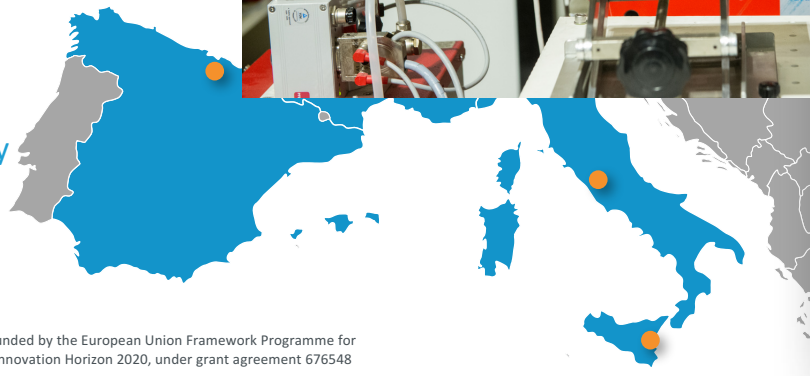 y
unded by the European Union Framework Programme for
nnovation Horizon 2020, under grant agreement 676548